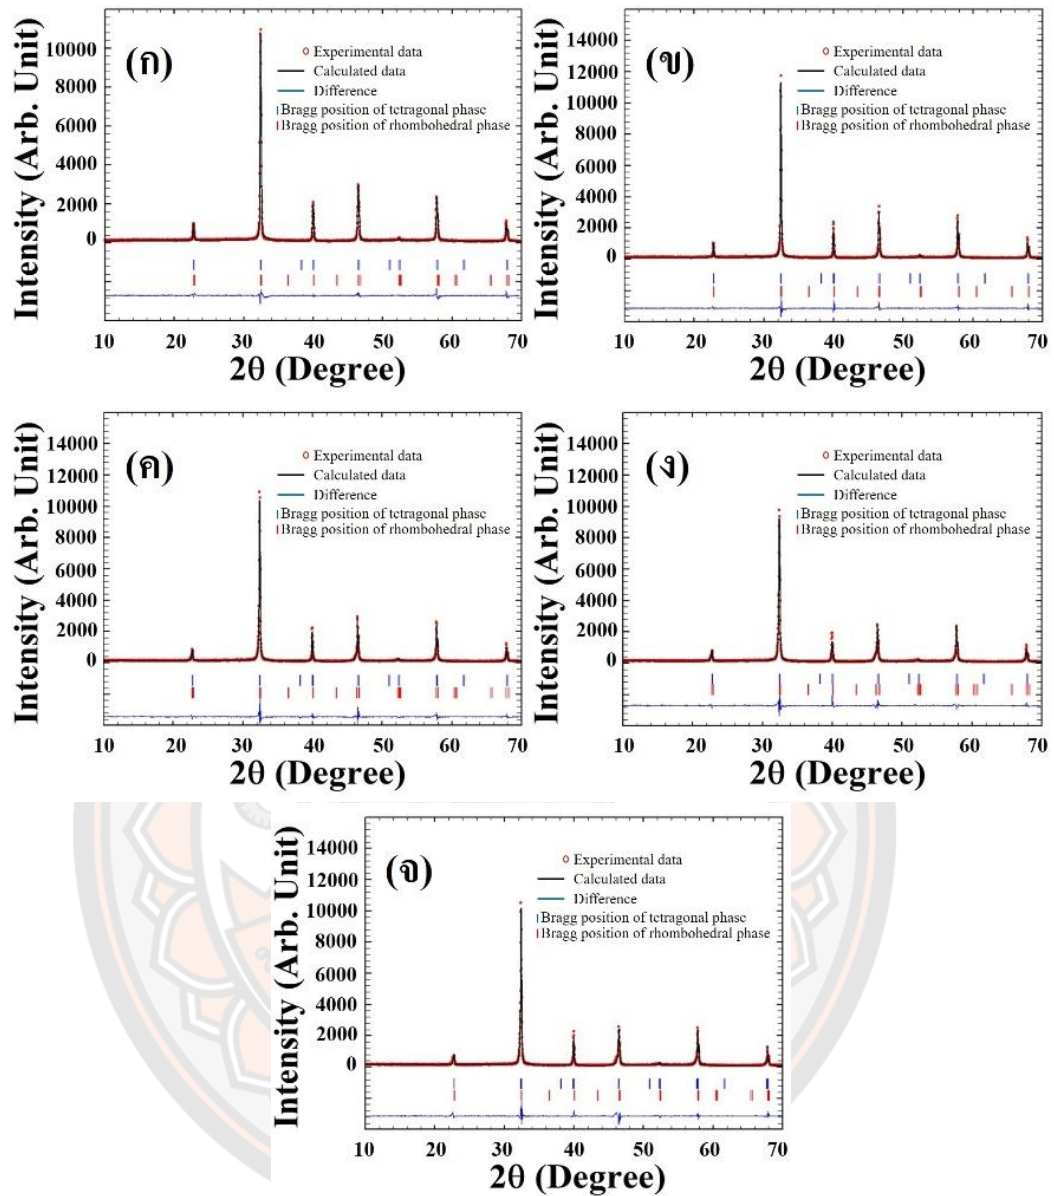 Intensity (Arb. Unit)
10000
8000
6000
4000
2000
0
(ก)
Experimental data
Calculated data
Difference
Bragg position of tetragonal phase
Bragg position of rhombohedral phase
10 20 30 40 50 60 70
2θ (Degree)
Intensity (Arb. Unit)
14000
12000
10000
8000
6000
4000
2000
0
(ข)
Experimental data
Calculated data
Difference
Bragg position of tetragonal phase
Bragg position of rhombohedral phase
10 20 30 40 50 60 70
2θ (Degree)
Intensity (Arb. Unit)
14000
12000
10000
8000
6000
4000
2000
0
(ค)
Experimental data
Calculated data
Difference
Bragg position of tetragonal phase
Bragg position of rhombohedral phase
10 20 30 40 50 60 70
2θ (Degree)
Intensity (Arb. Unit)
14000
12000
10000
8000
6000
4000
2000
0
(ง)
Experimental data
Calculated data
Difference
Bragg position of tetragonal phase
Bragg position of rhombohedral phase
10 20 30 40 50 60 70
2θ (Degree)
Intensity (Arb. Unit)
14000
12000
10000
8000
6000
4000
2000
0
(จ)
Experimental data
Calculated data
Difference
Bragg position of tetragonal phase
Bragg position of rhombohedral phase
10 20 30 40 50 60 70
2θ (Degree)